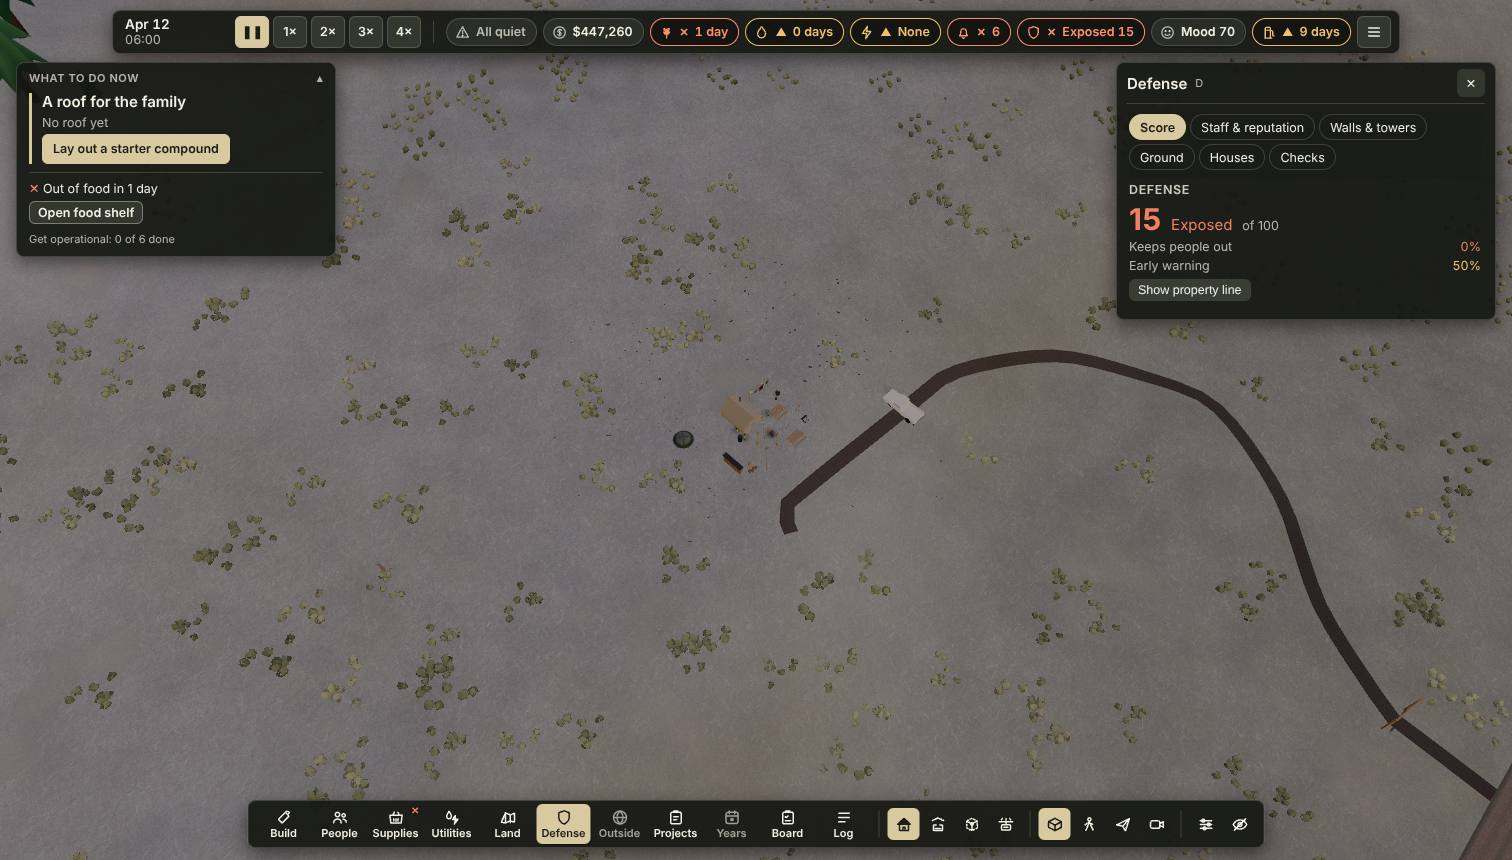 Apr 12
06:00
1× 2× 3× 4×
All quiet
$447,260
× 1 day
▲ 0 days
▲ None
× 6
× Exposed 15
Mood 70
▲ 9 days
WHAT TO DO NOW ▲
A roof for the family
No roof yet
Lay out a starter compound
× Out of food in 1 day
Open food shelf
Get operational: 0 of 6 done
Defense D ×
Score Staff & reputation Walls & towers
Ground Houses Checks
DEFENSE
15 Exposed of 100
Keeps people out 0%
Early warning 50%
Show property line
Build People Supplies × Utilities Land Defense Outside Projects Years Board Log